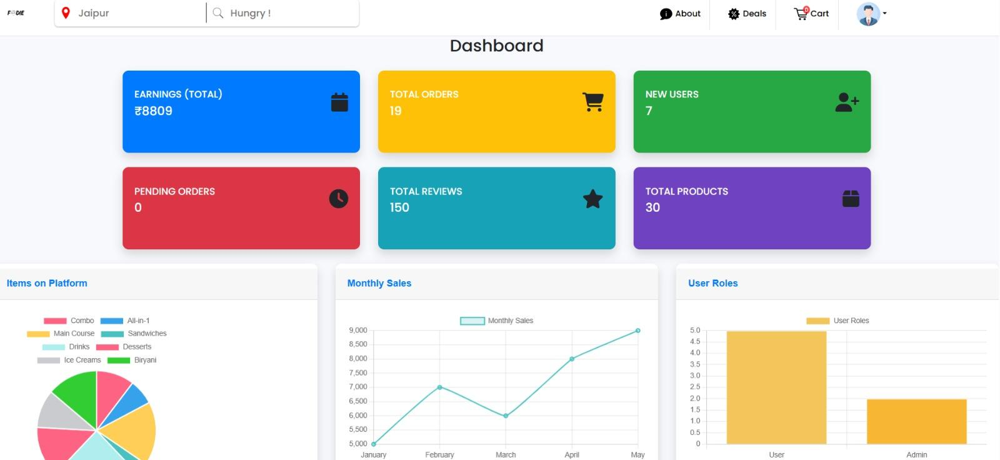 FOODIE
Jaipur
Hungry !
About
Deals
0
Cart
Dashboard
EARNINGS (TOTAL)
₹8809
TOTAL ORDERS
19
NEW USERS
7
PENDING ORDERS
0
TOTAL REVIEWS
150
TOTAL PRODUCTS
30
Items on Platform
Combo All-in-1
Main Course Sandwiches
Drinks Desserts
Ice Creams Biryani
Monthly Sales
Monthly Sales
9,000
8,500
8,000
7,500
7,000
6,500
6,000
5,500
5,000
January February March April May
User Roles
User Roles
5.0
4.5
4.0
3.5
3.0
2.5
2.0
1.5
1.0
0.5
0
User Admin